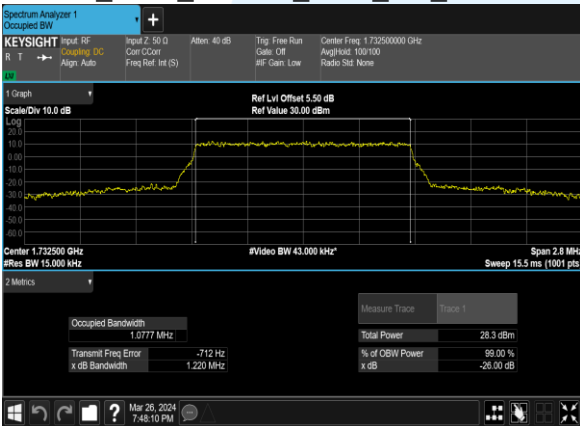 Spectrum Analyzer 1
Occupied BW
+
KEYSIGHT Input: RF Input Z: 50 Ω Atten: 40 dB Trig: Free Run Center Freq: 1.732500000 GHz
R T Coupling: DC Corr CCorr Gate: Off Avg|Hold: 100/100
Align: Auto Freq Ref: Int (S) #IF Gain: Low Radio Std: None
LW
1 Graph
Ref Lvl Offset 5.50 dB
Scale/Div 10.0 dB Ref Value 30.00 dBm
Log
20.0
10.0
0.00
-10.0
-20.0
-30.0
-40.0
-50.0
-60.0
Center 1.732500 GHz #Video BW 43.000 kHz* Span 2.8 MHz
#Res BW 15.000 kHz Sweep 15.5 ms (1001 pts
2 Metrics
Measure Trace Trace 1
Occupied Bandwidth
1.0777 MHz Total Power 28.3 dBm
Transmit Freq Error -712 Hz % of OBW Power 99.00 %
x dB Bandwidth 1.220 MHz x dB -26.00 dB
? Mar 26, 2024
7:48:10 PM